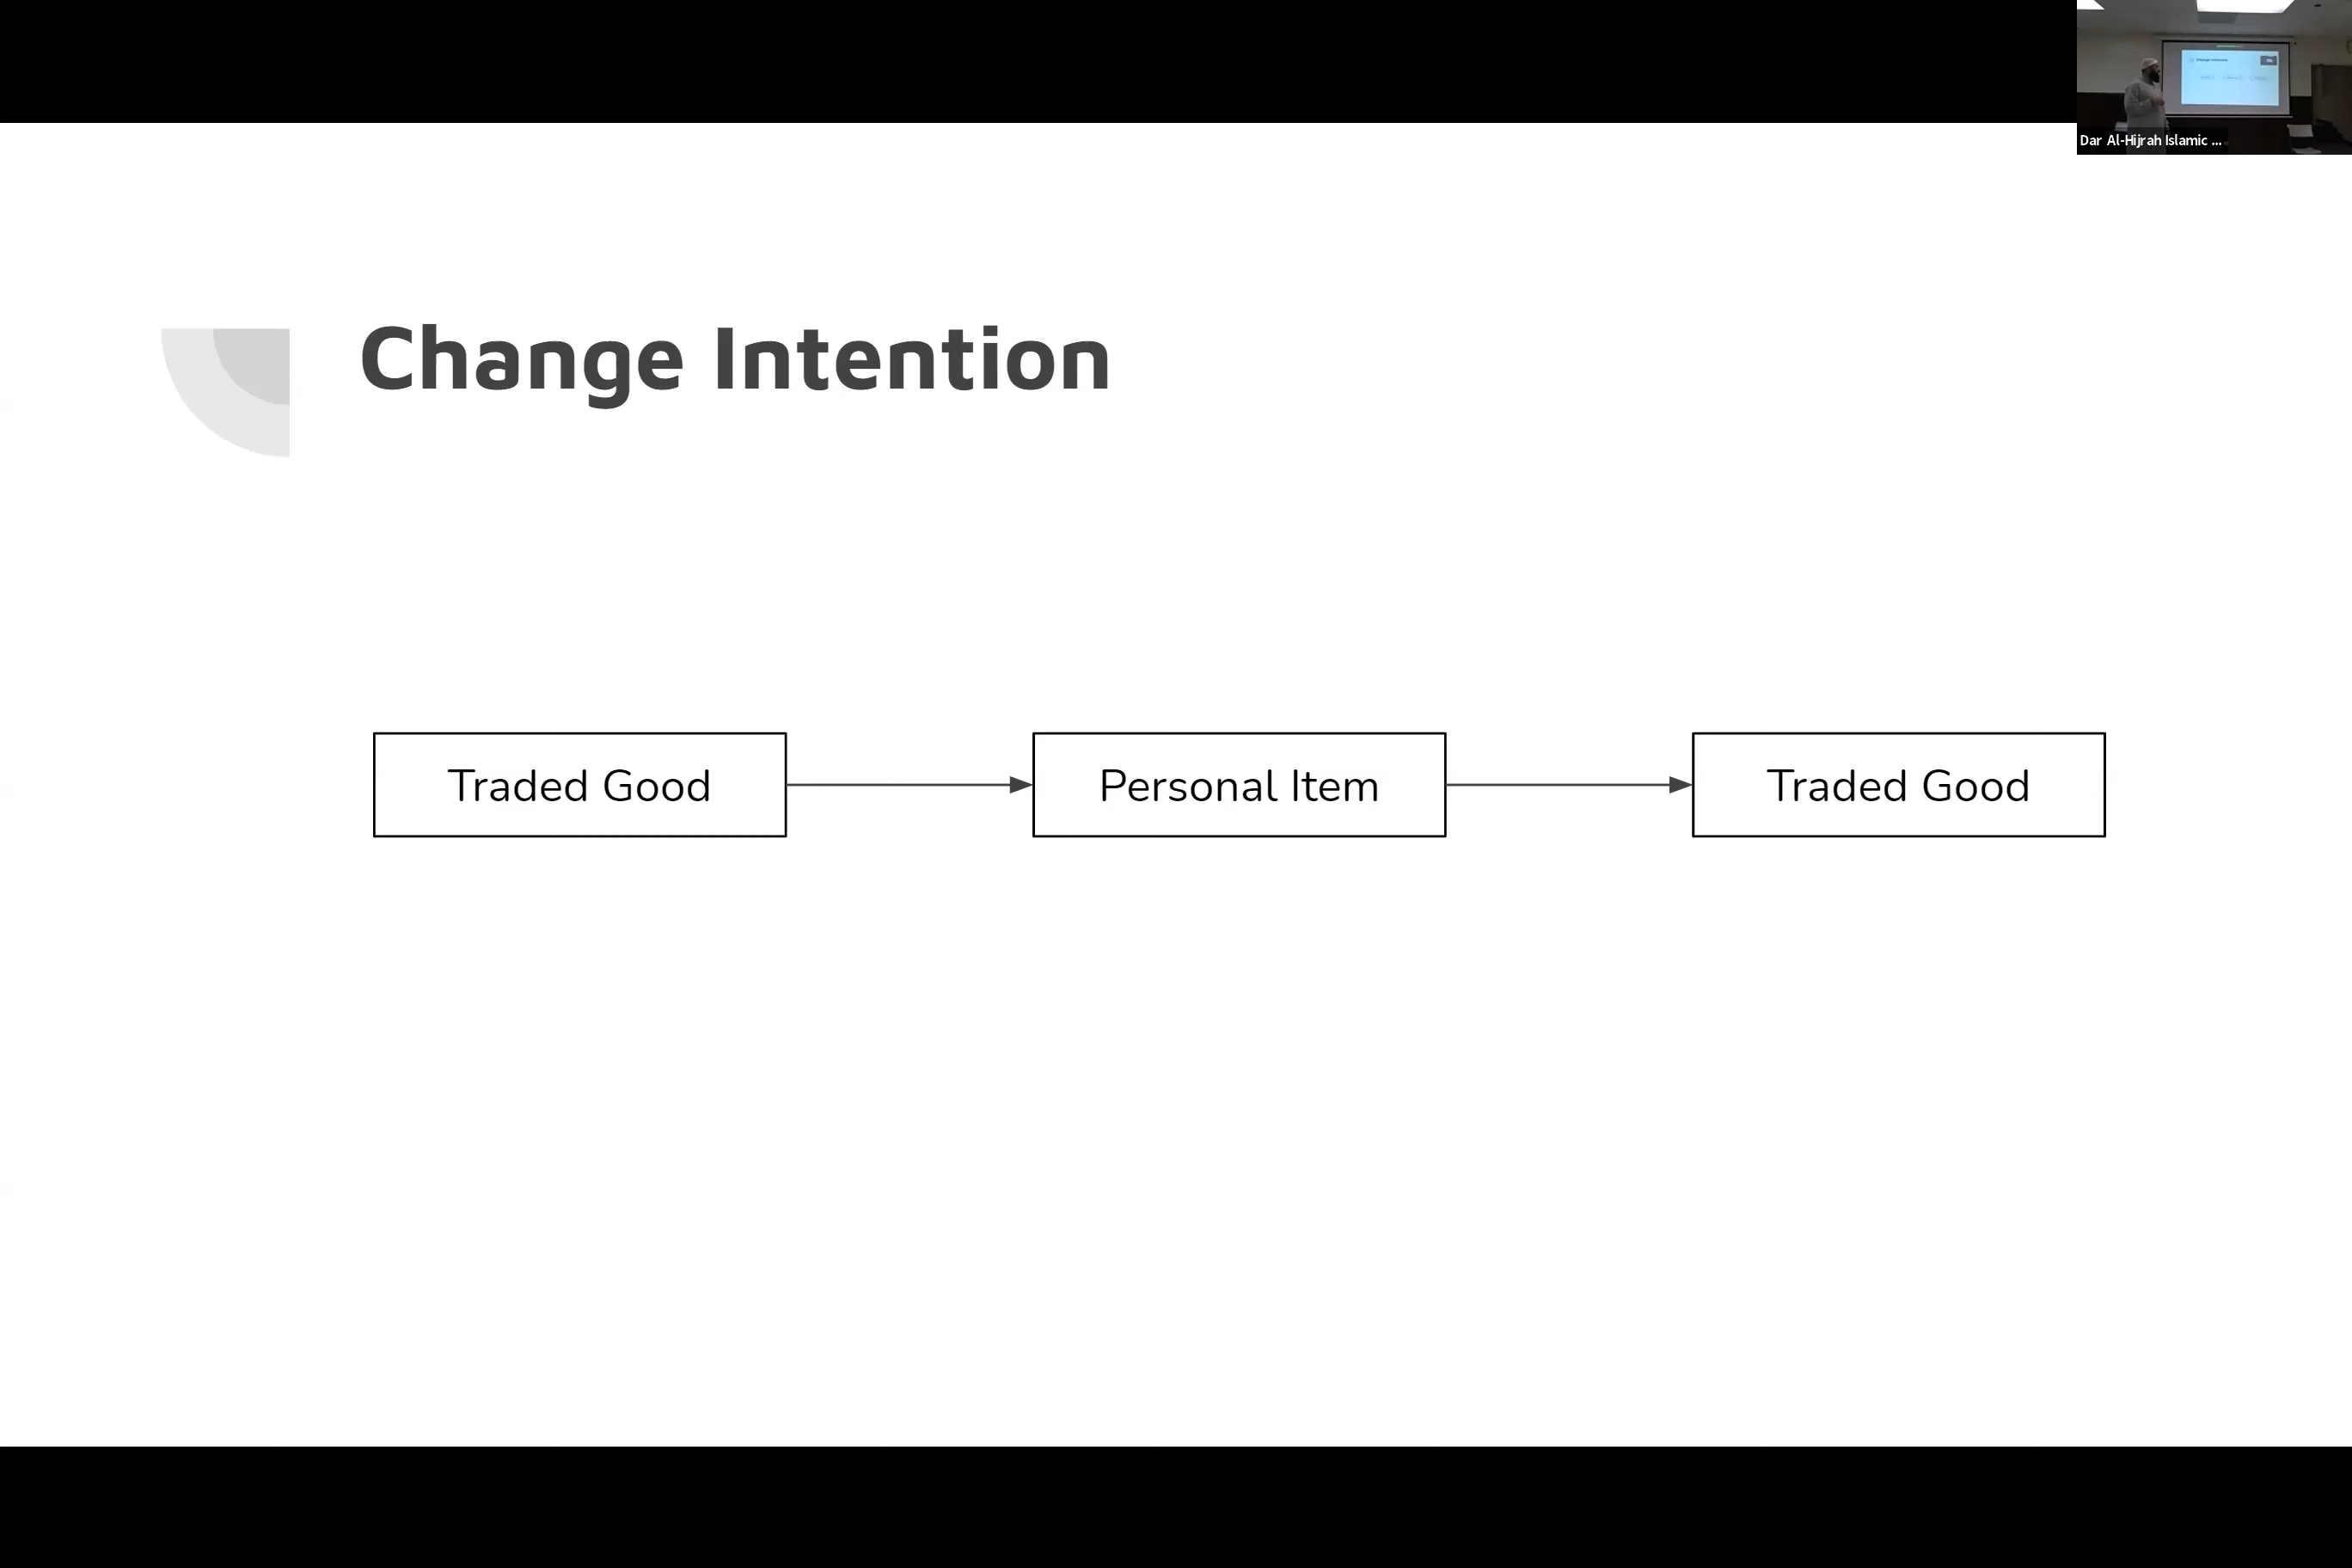 Dar Al-Hijrah Islamic ...
Change Intention
Traded Good
Personal Item
Traded Good